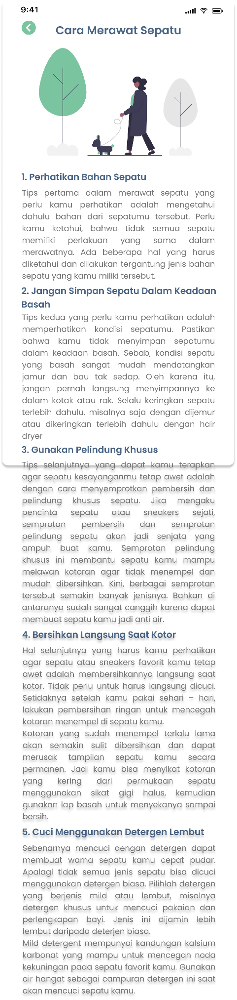 9:41
Cara Merawat Sepatu
1. Perhatikan Bahan Sepatu
Tips pertama dalam merawat sepatu yang
perlu kamu perhatikan adalah mengetahui
dahulu bahan dari sepatumu tersebut. Perlu
kamu ketahui, bahwa tidak semua sepatu
memiliki perlakuan yang sama dalam
merawatnya. Ada beberapa hal yang harus
diketahui dan dilakukan tergantung jenis bahan
sepatu yang kamu miliki tersebut.
2. Jangan Simpan Sepatu Dalam Keadaan
Basah
Tips kedua yang perlu kamu perhatikan adalah
memperhatikan kondisi sepatumu. Pastikan
bahwa kamu tidak menyimpan sepatumu
dalam keadaan basah. Sebab, kondisi sepatu
yang basah sangat mudah mendatangkan
jamur dan bau tak sedap. Oleh karena itu,
jangan pernah langsung menyimpannya ke
dalam kotak atau rak. Selalu keringkan sepatu
terlebih dahulu, misalnya saja dengan dijemur
atau dikeringkan terlebih dahulu dengan hair
dryer
3. Gunakan Pelindung Khusus
Tips selanjutnya yang dapat kamu terapkan
agar sepatu kesayanganmu tetap awet adalah
dengan cara menyemprotkan pembersih dan
pelindung khusus sepatu. Jika mengaku
pencinta sepatu atau sneakers sejati,
semprotan pembersih dan semprotan
pelindung sepatu akan jadi senjata yang
ampuh buat kamu. Semprotan pelindung
khusus ini membantu sepatu kamu mampu
melawan kotoran agar tidak menempel dan
mudah dibersihkan. Kini, berbagai semprotan
tersebut semakin banyak jenisnya. Bahkan di
antaranya sudah sangat canggih karena dapat
membuat sepatu kamu jadi anti air.
4. Bersihkan Langsung Saat Kotor
Hal selanjutnya yang harus kamu perhatikan
agar sepatu atau sneakers favorit kamu tetap
awet adalah membersihkannya langsung saat
kotor. Tidak perlu untuk harus langsung dicuci.
Setidaknya setelah kamu pakai sehari – hari,
lakukan pembersihan ringan untuk mencegah
kotoran menempel di sepatu kamu.
Kotoran yang sudah menempel terlalu lama
akan semakin sulit dibersihkan dan dapat
merusak tampilan sepatu kamu secara
permanen. Jadi kamu bisa menyikat kotoran
yang kering dari permukaan sepatu
menggunakan sikat gigi halus, kemudian
gunakan lap basah untuk menyekanya sampai
bersih.
5. Cuci Menggunakan Detergen Lembut
Sebenarnya mencuci dengan detergen dapat
membuat warna sepatu kamu cepat pudar.
Apalagi tidak semua jenis sepatu bisa dicuci
menggunakan detergen biasa. Pilihlah detergen
yang berjenis mild atau lembut, misalnya
detergen khusus untuk mencuci pakaian dan
perlengkapan bayi. Jenis ini dijamin lebih
lembut daripada deterjen biasa.
Mild detergent mempunyai kandungan kalsium
karbonat yang mampu untuk mencegah noda
kekuningan pada sepatu favorit kamu. Gunakan
air hangat sebagai campuran detergen ini saat
akan mencuci sepatu kamu.